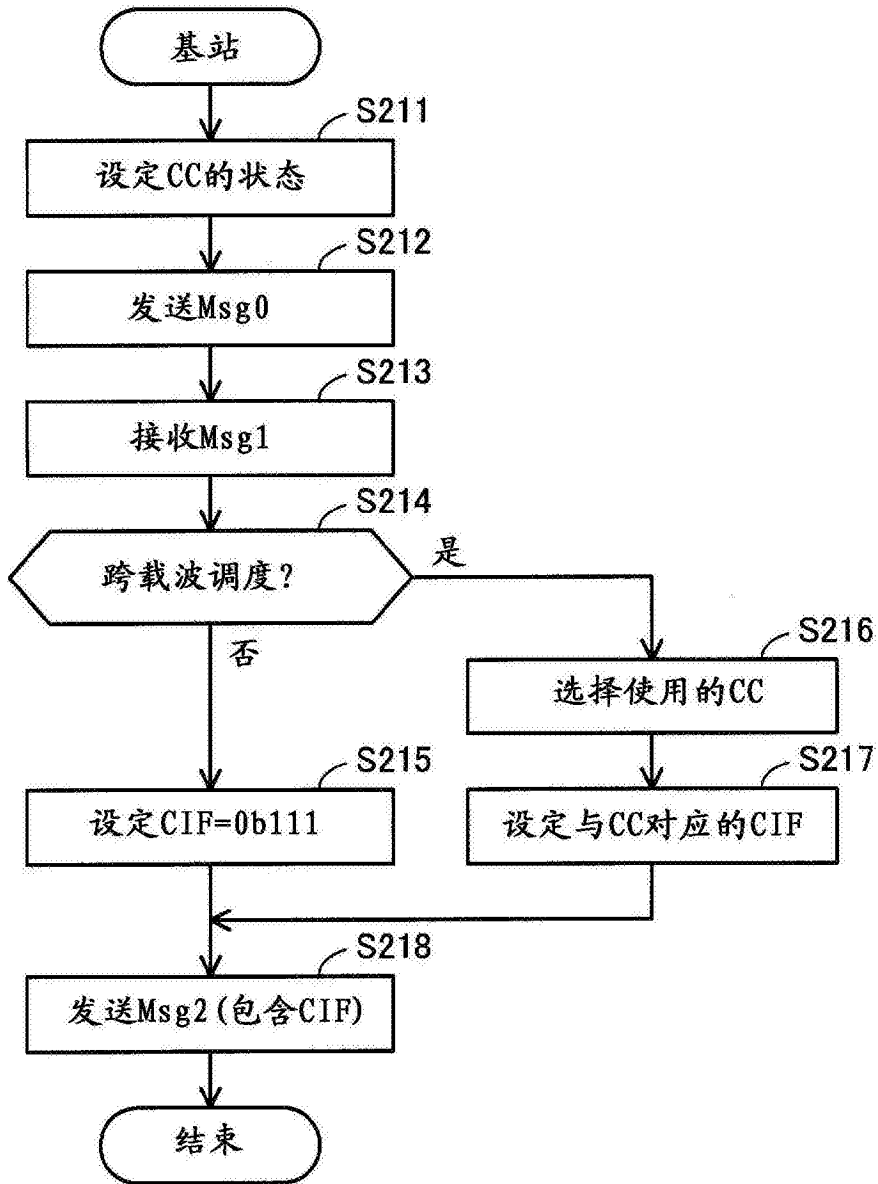 基站
S211
设定CC的状态
S212
发送Msg0
S213
接收Msg1
S214
跨载波调度?
是
否
S216
选择使用的CC
S215
设定CIF=0b111
S217
设定与CC对应的CIF
S218
发送Msg2(包含CIF)
结束